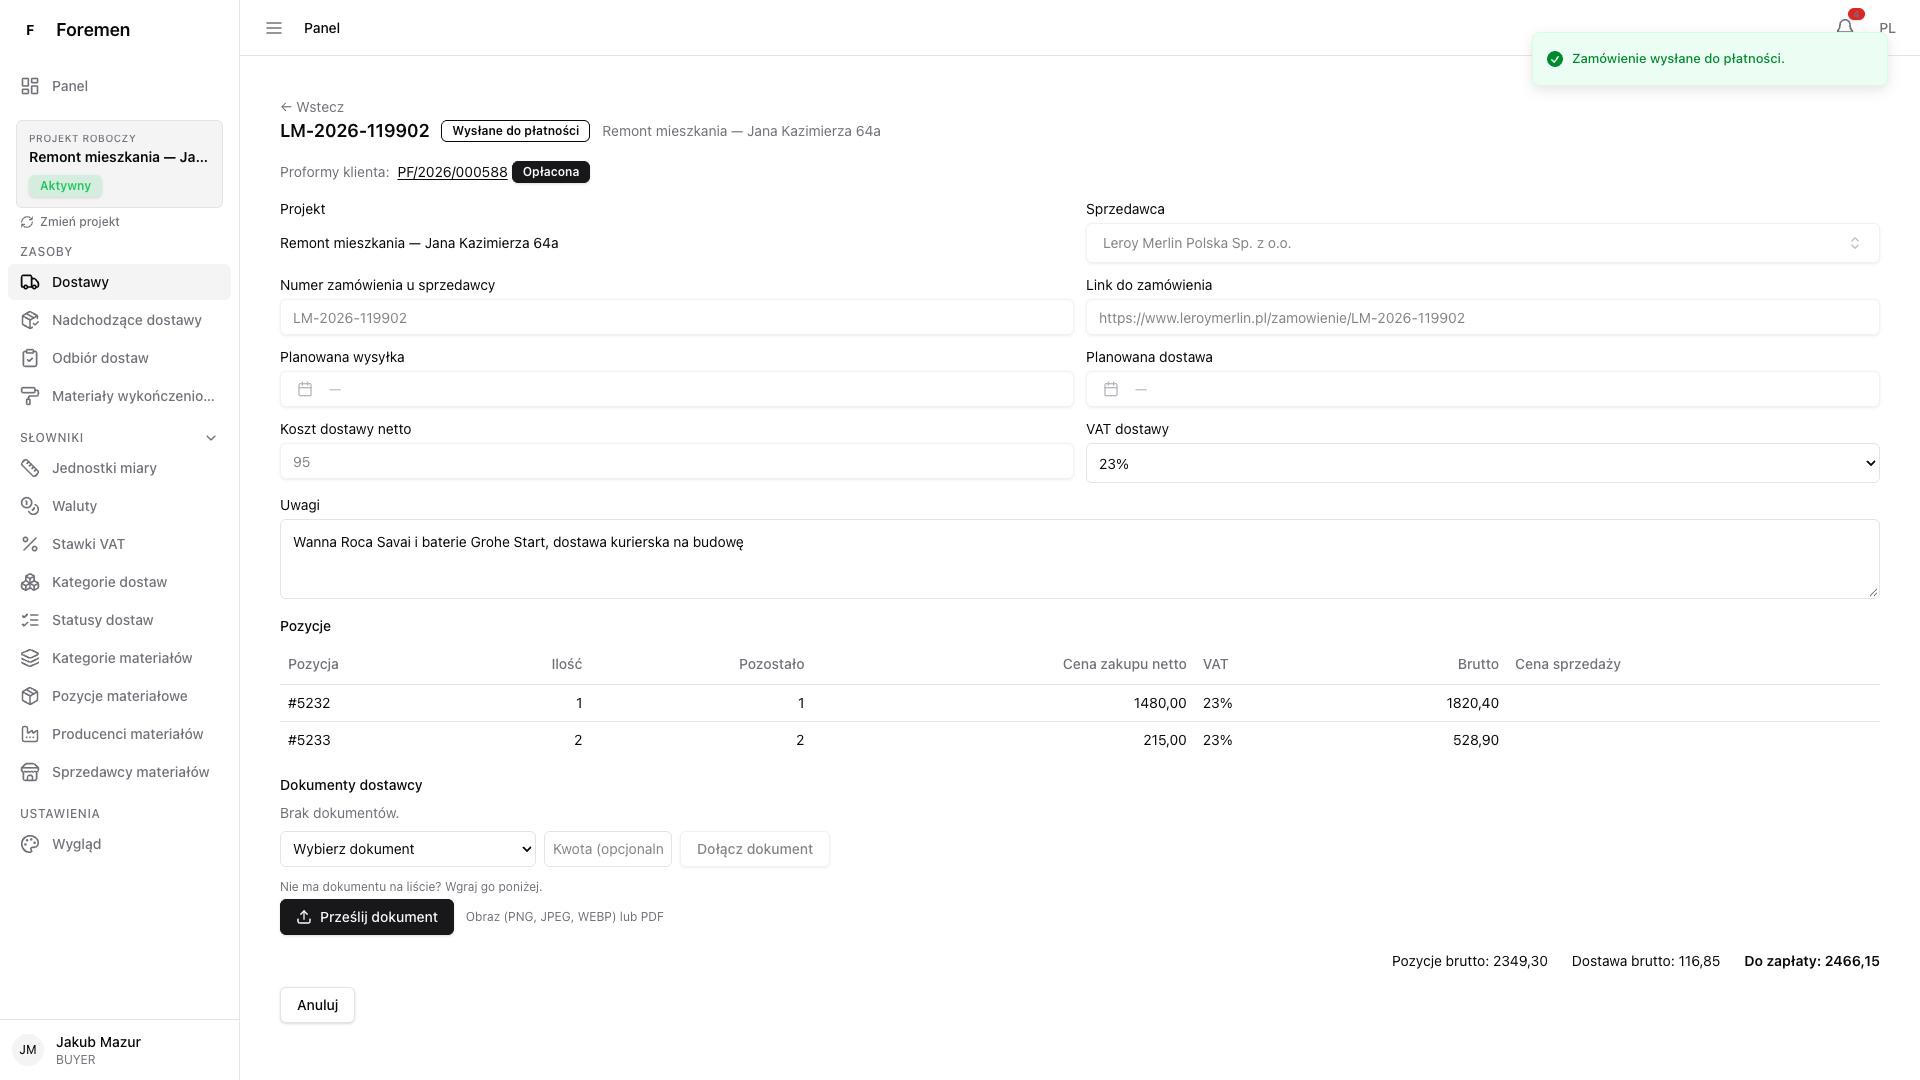 F Foremen
Panel
PROJEKT ROBOCZY
Remont mieszkania — Ja...
Aktywny
Zmień projekt
ZASOBY
Dostawy
Nadchodzące dostawy
Odbiór dostaw
Materiały wykończenio...
SŁOWNIKI
Jednostki miary
Waluty
Stawki VAT
Kategorie dostaw
Statusy dostaw
Kategorie materiałów
Pozycje materiałowe
Producenci materiałów
Sprzedawcy materiałów
USTAWIENIA
Wygląd
JM Jakub Mazur
BUYER
Panel
PL
Zamówienie wysłane do płatności.
← Wstecz
LM-2026-119902 Wysłane do płatności Remont mieszkania — Jana Kazimierza 64a
Proformy klienta: PF/2026/000588 Opłacona
Projekt Sprzedawca
Remont mieszkania — Jana Kazimierza 64a Leroy Merlin Polska Sp. z o.o.
Numer zamówienia u sprzedawcy Link do zamówienia
LM-2026-119902 https://www.leroymerlin.pl/zamowienie/LM-2026-119902
Planowana wysyłka Planowana dostawa
— —
Koszt dostawy netto VAT dostawy
95 23%
Uwagi
Wanna Roca Savai i baterie Grohe Start, dostawa kurierska na budowę
Pozycje
Pozycja Ilość Pozostało Cena zakupu netto VAT Brutto Cena sprzedaży
#5232 1 1 1480,00 23% 1820,40
#5233 2 2 215,00 23% 528,90
Dokumenty dostawcy
Brak dokumentów.
Wybierz dokument Kwota (opcjonaln Dołącz dokument
Nie ma dokumentu na liście? Wgraj go poniżej.
Prześlij dokument Obraz (PNG, JPEG, WEBP) lub PDF
Pozycje brutto: 2349,30 Dostawa brutto: 116,85 Do zapłaty: 2466,15
Anuluj